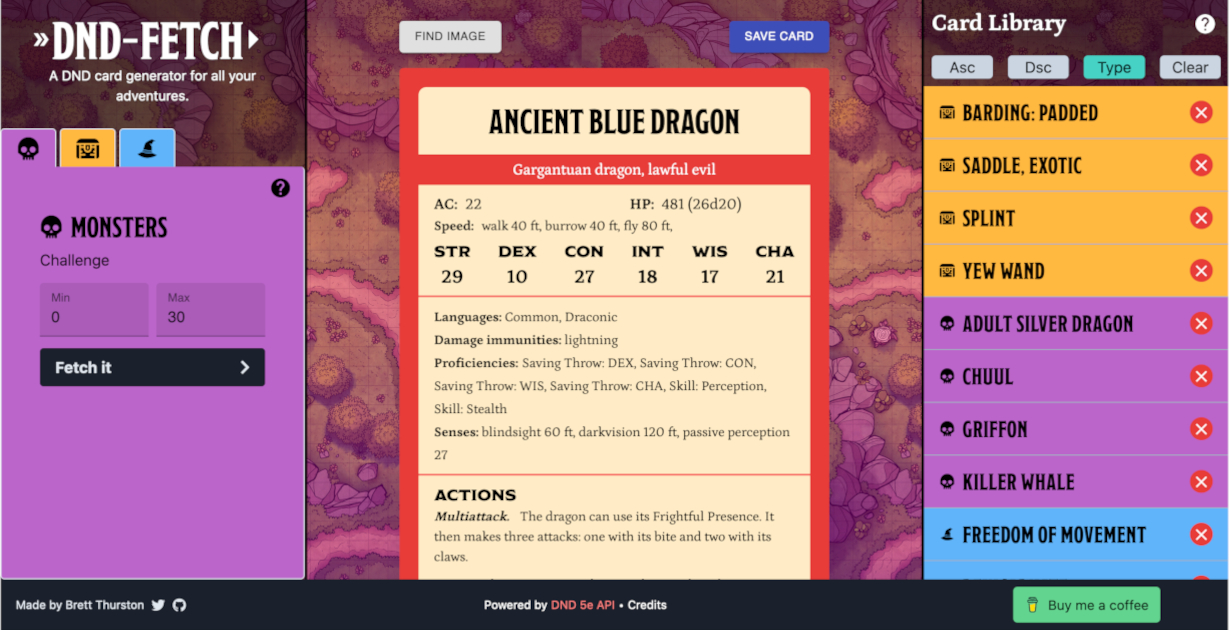 »DND-FETCH
A DND card generator for all your
adventures.
?
MONSTERS
Challenge
Min
0
Max
30
Fetch it
FIND IMAGE
SAVE CARD
ANCIENT BLUE DRAGON
Gargantuan dragon, lawful evil
AC: 22
HP: 481 (26d20)
Speed: walk 40 ft, burrow 40 ft, fly 80 ft,
STR DEX CON INT WIS CHA
29 10 27 18 17 21
Languages: Common, Draconic
Damage immunities: lightning
Proficiencies: Saving Throw: DEX, Saving Throw: CON,
Saving Throw: WIS, Saving Throw: CHA, Skill: Perception,
Skill: Stealth
Senses: blindsight 60 ft, darkvision 120 ft, passive perception
27
ACTIONS
Multiattack. The dragon can use its Frightful Presence. It
then makes three attacks: one with its bite and two with its
claws.
Card Library
?
Asc Dsc Type Clear
BARDING: PADDED
SADDLE, EXOTIC
SPLINT
YEW WAND
ADULT SILVER DRAGON
CHUUL
GRIFFON
KILLER WHALE
FREEDOM OF MOVEMENT
Made by Brett Thurston
Powered by DND 5e API • Credits
Buy me a coffee